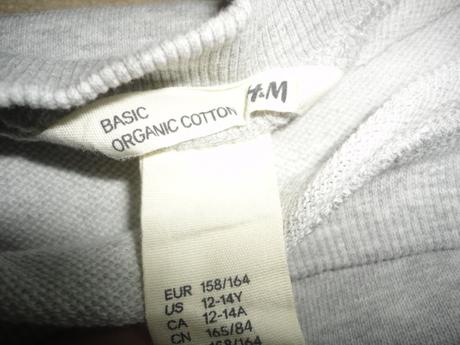 BASIC
ORGANIC COTTON
H&M
EUR 158/164
US 12-14Y
CA 12-14A
CN 165/84